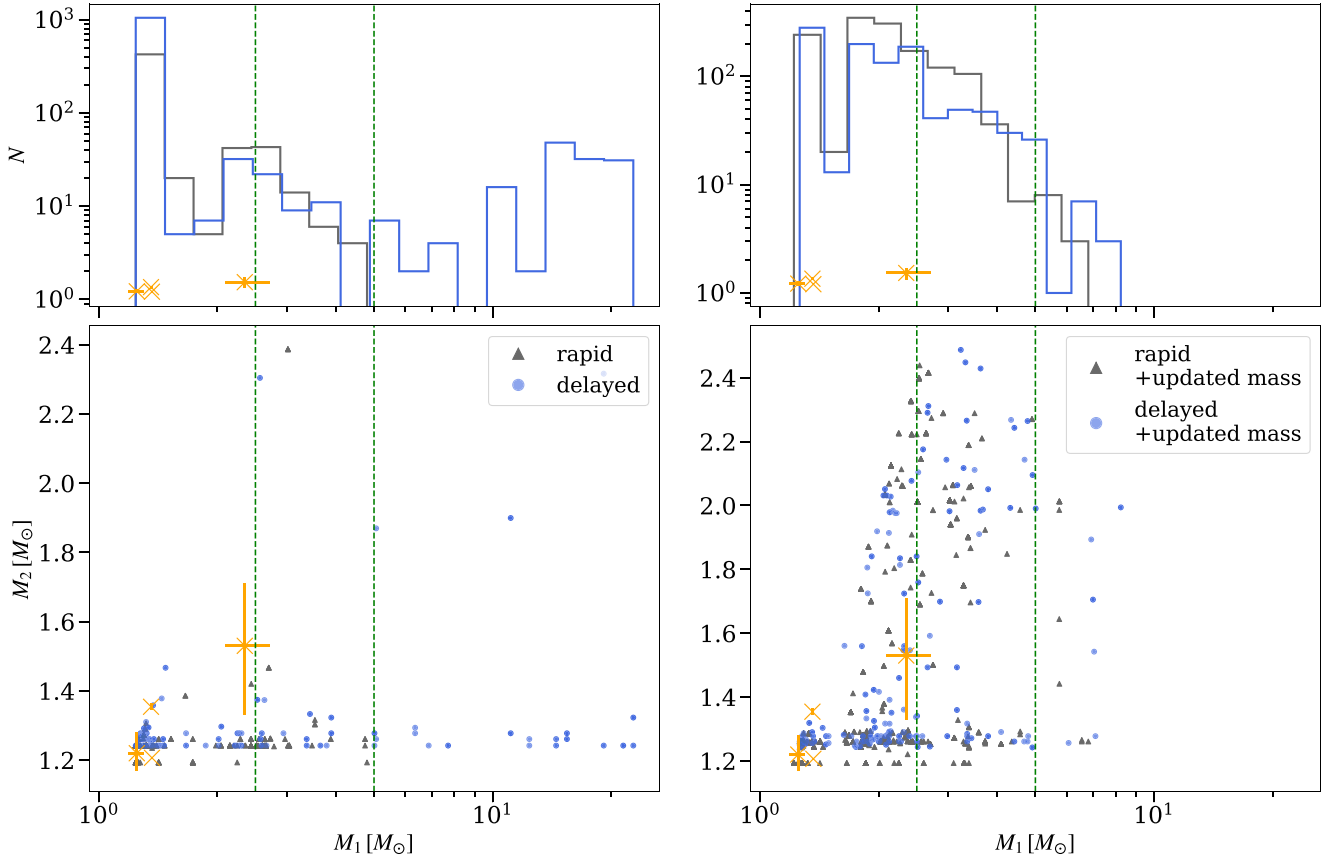 10³
10²
10¹
10⁰
N
10²
10¹
10⁰
2.4
2.2
2.0
1.8
1.6
1.4
1.2
M₂ [M⊙]
rapid
delayed
10⁰
10¹
M₁ [M⊙]
2.4
2.2
2.0
1.8
1.6
1.4
1.2
rapid
+updated mass
delayed
+updated mass
10⁰
10¹
M₁ [M⊙]